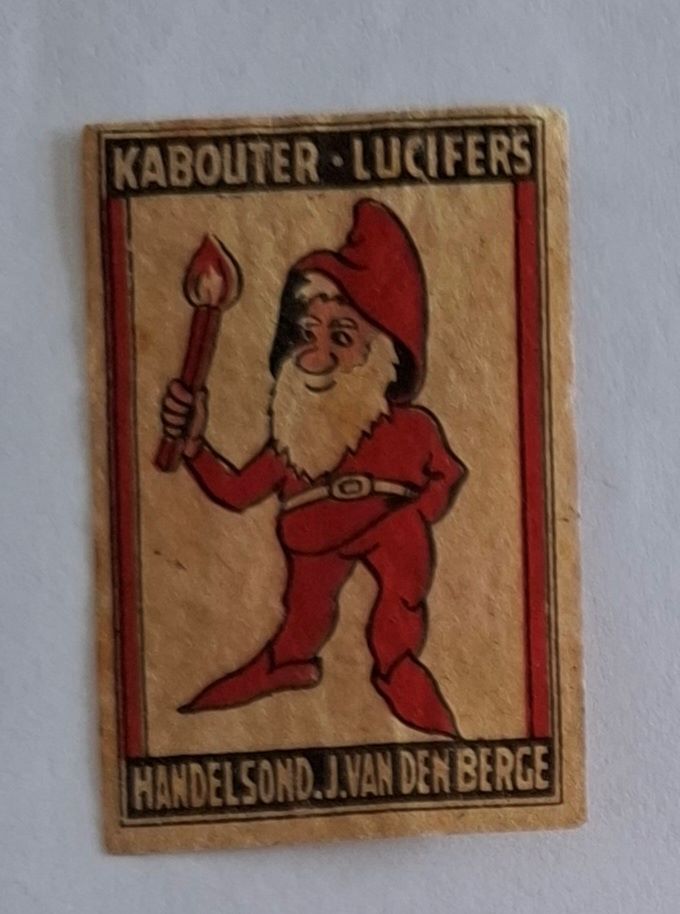 KABOUTER · LUCIFERS
HANDELSOND. J. VAN DEN BERGE